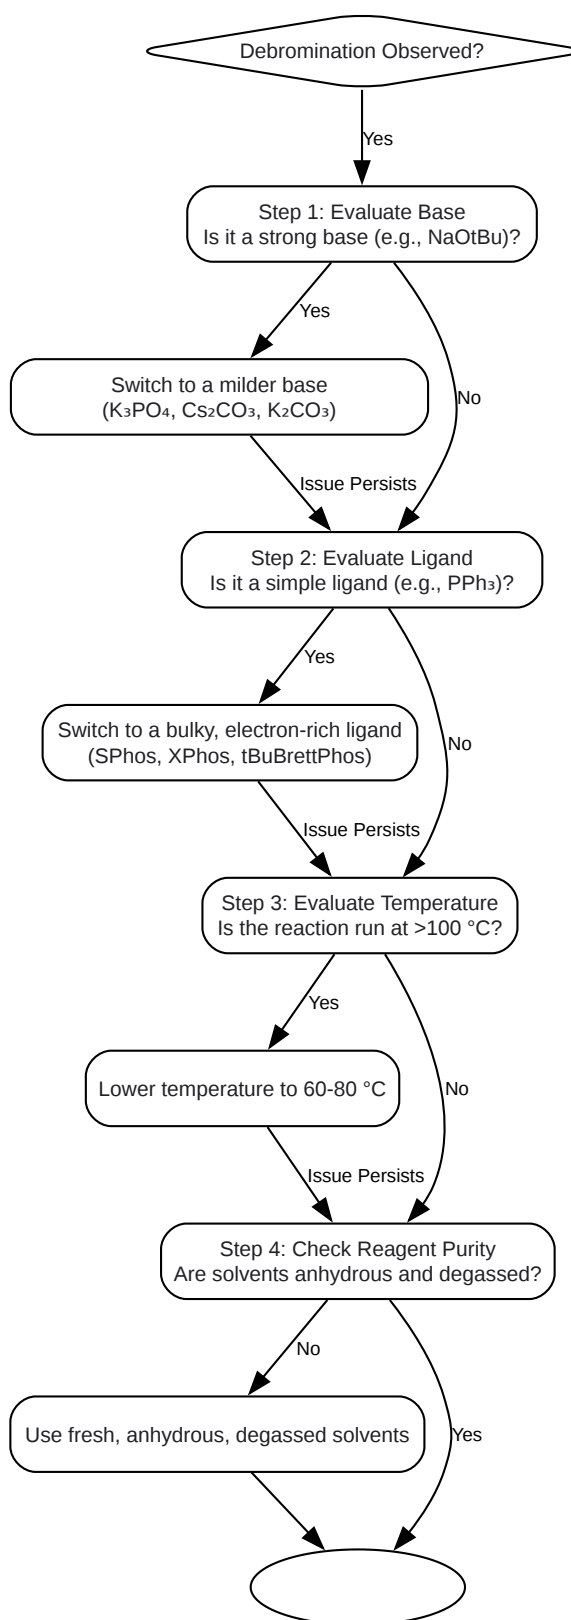 Debromination Observed?
Yes
Step 1: Evaluate Base
Is it a strong base (e.g., NaOtBu)?
Yes
Switch to a milder base
(K₃PO₄, Cs₂CO₃, K₂CO₃)
No
Issue Persists
Step 2: Evaluate Ligand
Is it a simple ligand (e.g., PPh₃)?
Yes
Switch to a bulky, electron-rich ligand
(SPhos, XPhos, tBuBrettPhos)
No
Issue Persists
Step 3: Evaluate Temperature
Is the reaction run at >100 °C?
Yes
Lower temperature to 60-80 °C
No
Issue Persists
Step 4: Check Reagent Purity
Are solvents anhydrous and degassed?
No
Use fresh, anhydrous, degassed solvents
Yes